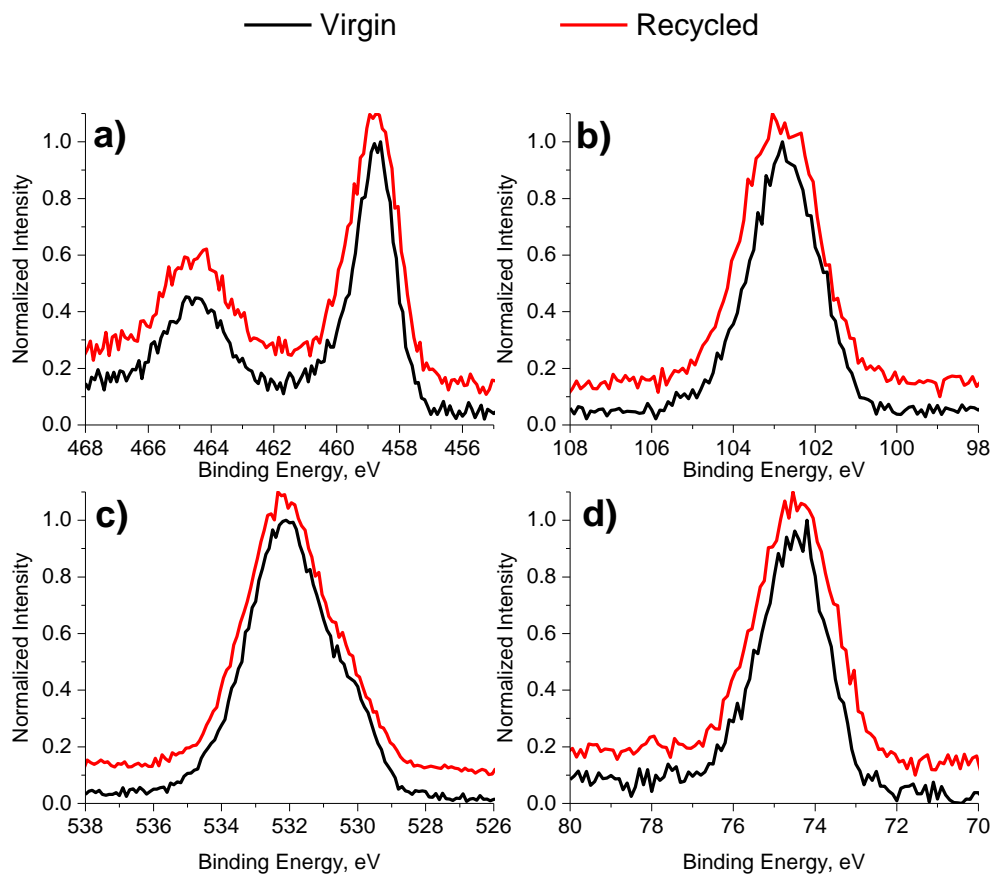 Virgin Recycled
a) b)
Normalized Intensity
1.0
0.8
0.6
0.4
0.2
0.0
468 466 464 462 460 458 456
Binding Energy, eV
Normalized Intensity
1.0
0.8
0.6
0.4
0.2
0.0
108 106 104 102 100 98
Binding Energy, eV
c) d)
Normalized Intensity
1.0
0.8
0.6
0.4
0.2
0.0
538 536 534 532 530 528 526
Binding Energy, eV
Normalized Intensity
1.0
0.8
0.6
0.4
0.2
0.0
80 78 76 74 72 70
Binding Energy, eV